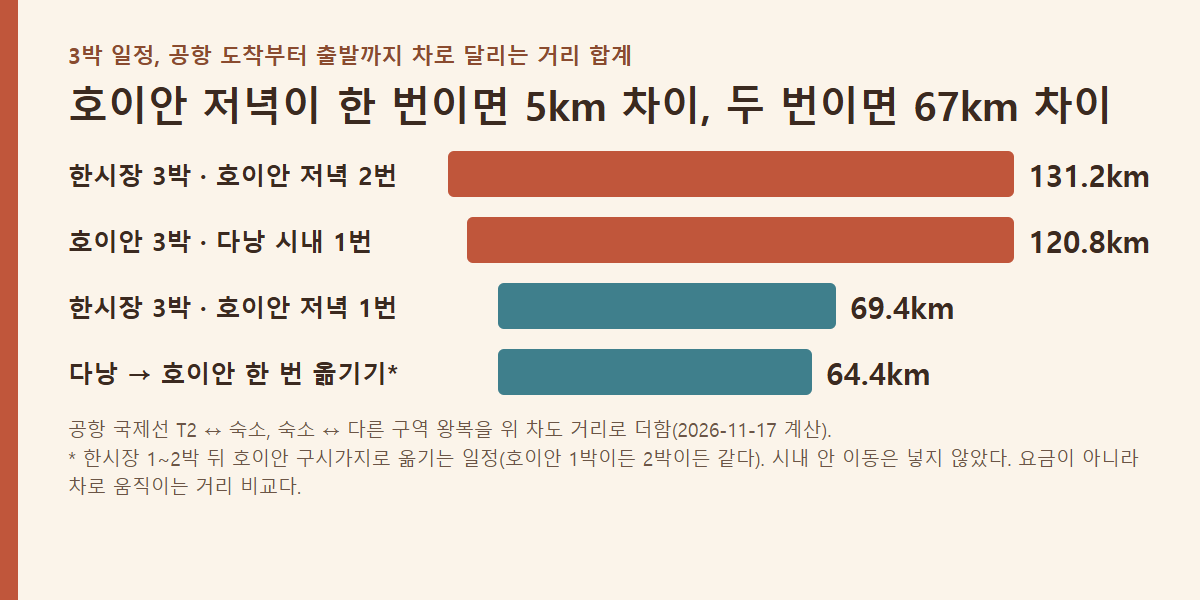 3박 일정, 공항 도착부터 출발까지 차로 달리는 거리 합계
호이안 저녁이 한 번이면 5km 차이, 두 번이면 67km 차이
한시장 3박 · 호이안 저녁 2번 131.2km
호이안 3박 · 다낭 시내 1번 120.8km
한시장 3박 · 호이안 저녁 1번 69.4km
다낭 → 호이안 한 번 옮기기* 64.4km
공항 국제선 T2 ↔ 숙소, 숙소 ↔ 다른 구역 왕복을 위 차도 거리로 더함(2026-11-17 계산).
* 한시장 1~2박 뒤 호이안 구시가지로 옮기는 일정(호이안 1박이든 2박이든 같다). 시내 안 이동은 넣지 않았다. 요금이 아니라
차로 움직이는 거리 비교다.